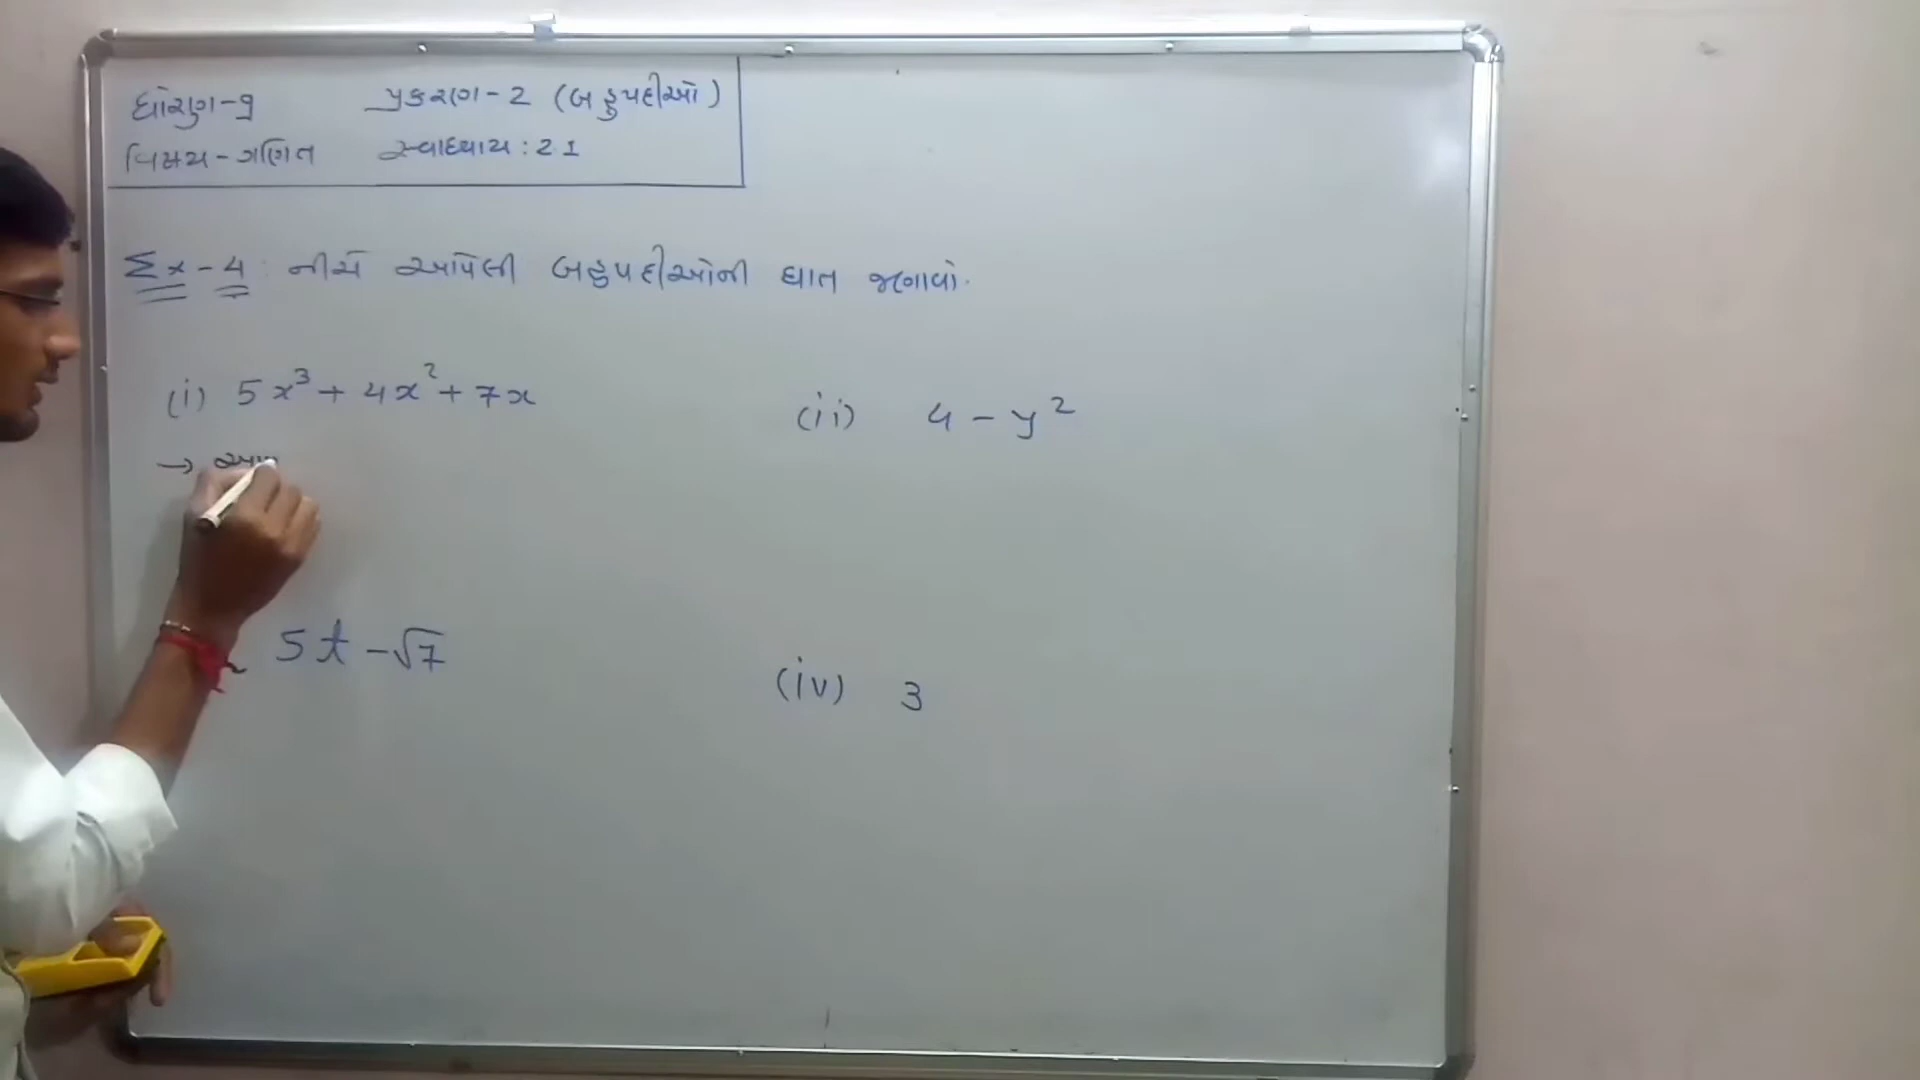 ધોરણ-૯ પ્રકરણ-2 (બહુપદીઓ)
વિષય-ગણિત સ્વાધ્યાય : 2.1
Ex-4: નીચે આપેલી બહુપદીઓની ઘાત જણાવો.
(i) 5x³ + 4x² + 7x (ii) 4 - y²
→
5t - √7 (iv) 3